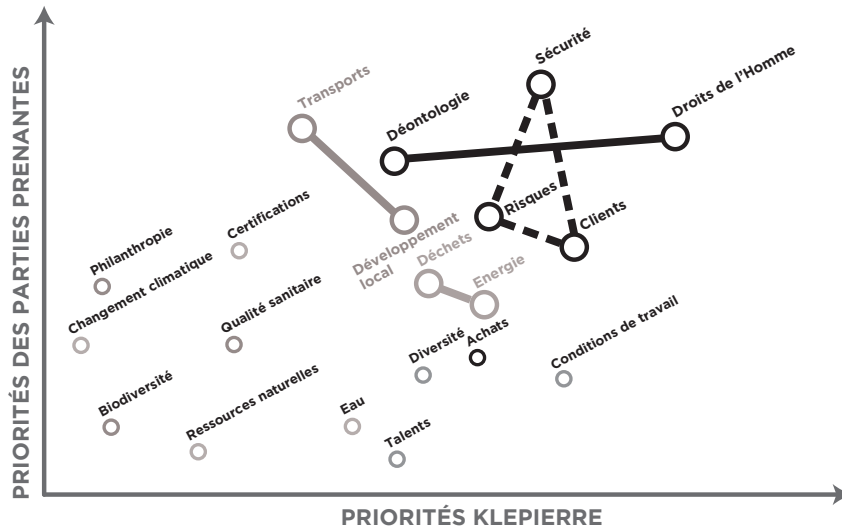 PRIORITÉS DES PARTIES PRENANTES
Sécurité
Droits de l'Homme
Transports
Déontologie
Risques
Clients
Certifications
Philanthropie
Développement
local
Déchets
Energie
Changement climatique
Qualité sanitaire
Diversité
Achats
Conditions de travail
Biodiversité
Ressources naturelles
Eau
Talents
PRIORITÉS KLEPIERRE